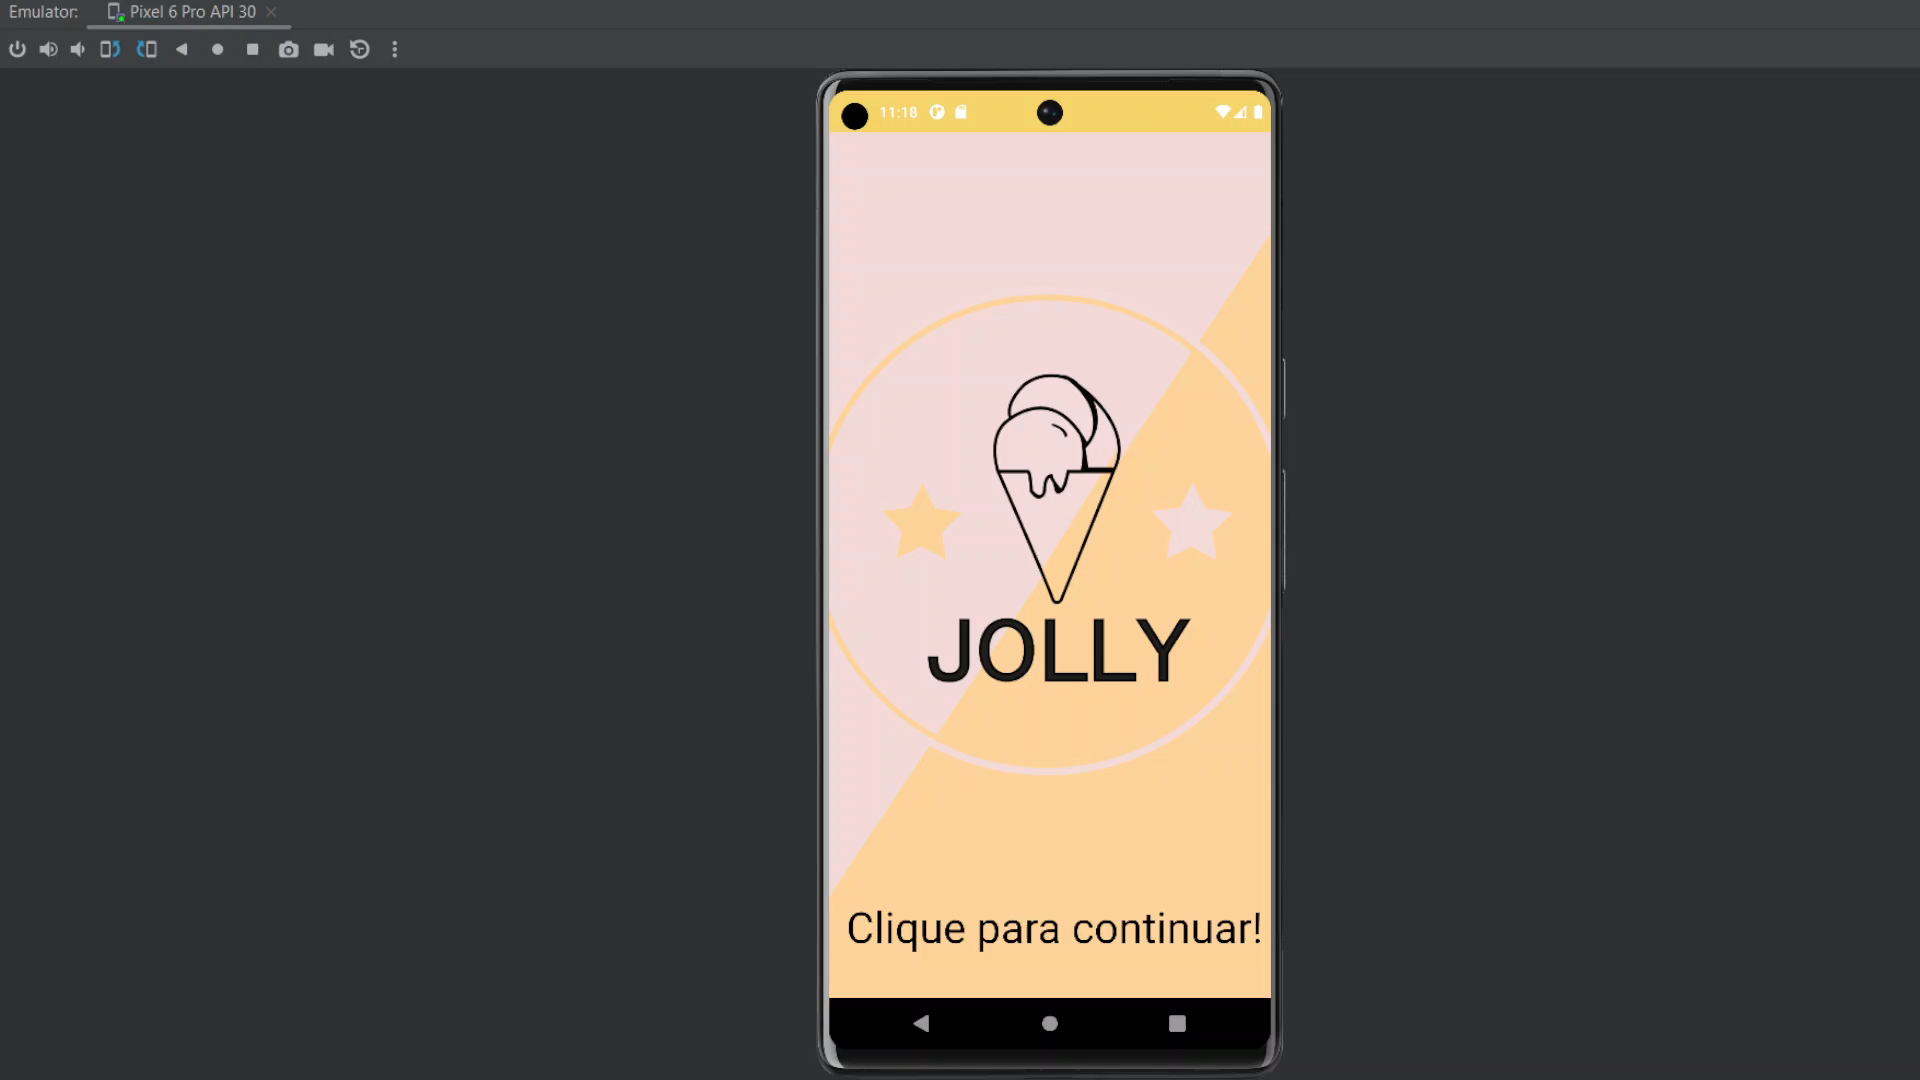 Emulator:
Pixel 6 Pro API 30
11:18
JOLLY
Clique para continuar!